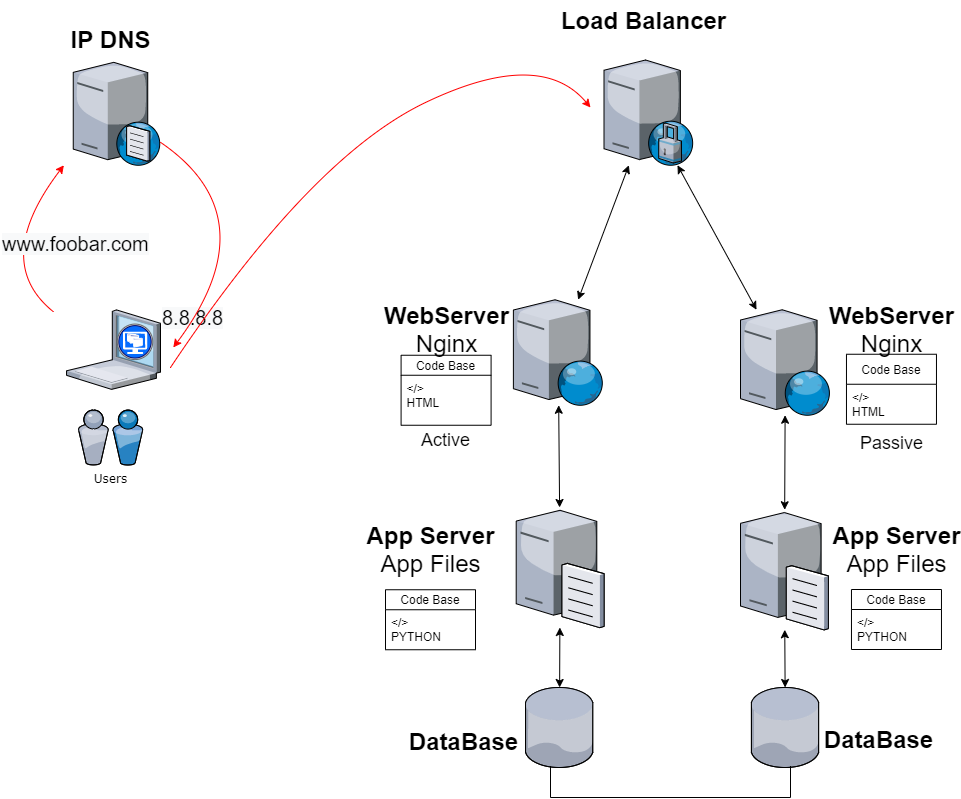 Load Balancer
IP DNS
www.foobar.com
8.8.8.8
Users
WebServer
Nginx
Code Base
</>
HTML
Active
WebServer
Nginx
Code Base
</>
HTML
Passive
App Server
App Files
Code Base
</>
PYTHON
App Server
App Files
Code Base
</>
PYTHON
DataBase
DataBase